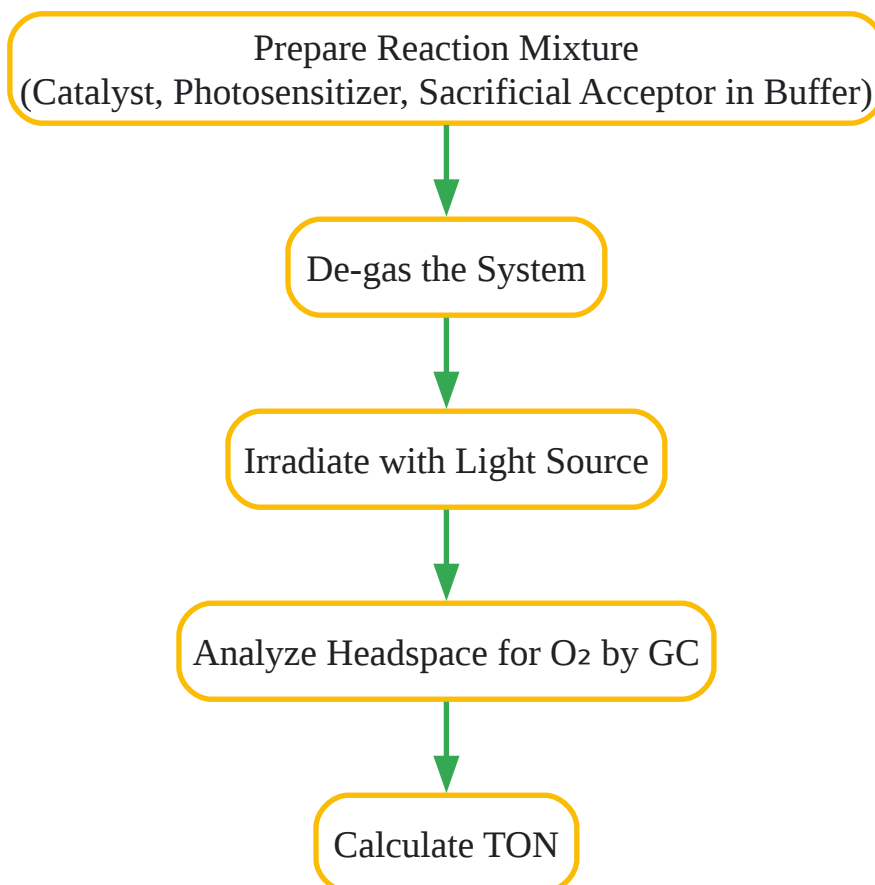 Prepare Reaction Mixture
(Catalyst, Photosensitizer, Sacrificial Acceptor in Buffer)
De-gas the System
Irradiate with Light Source
Analyze Headspace for O₂ by GC
Calculate TON